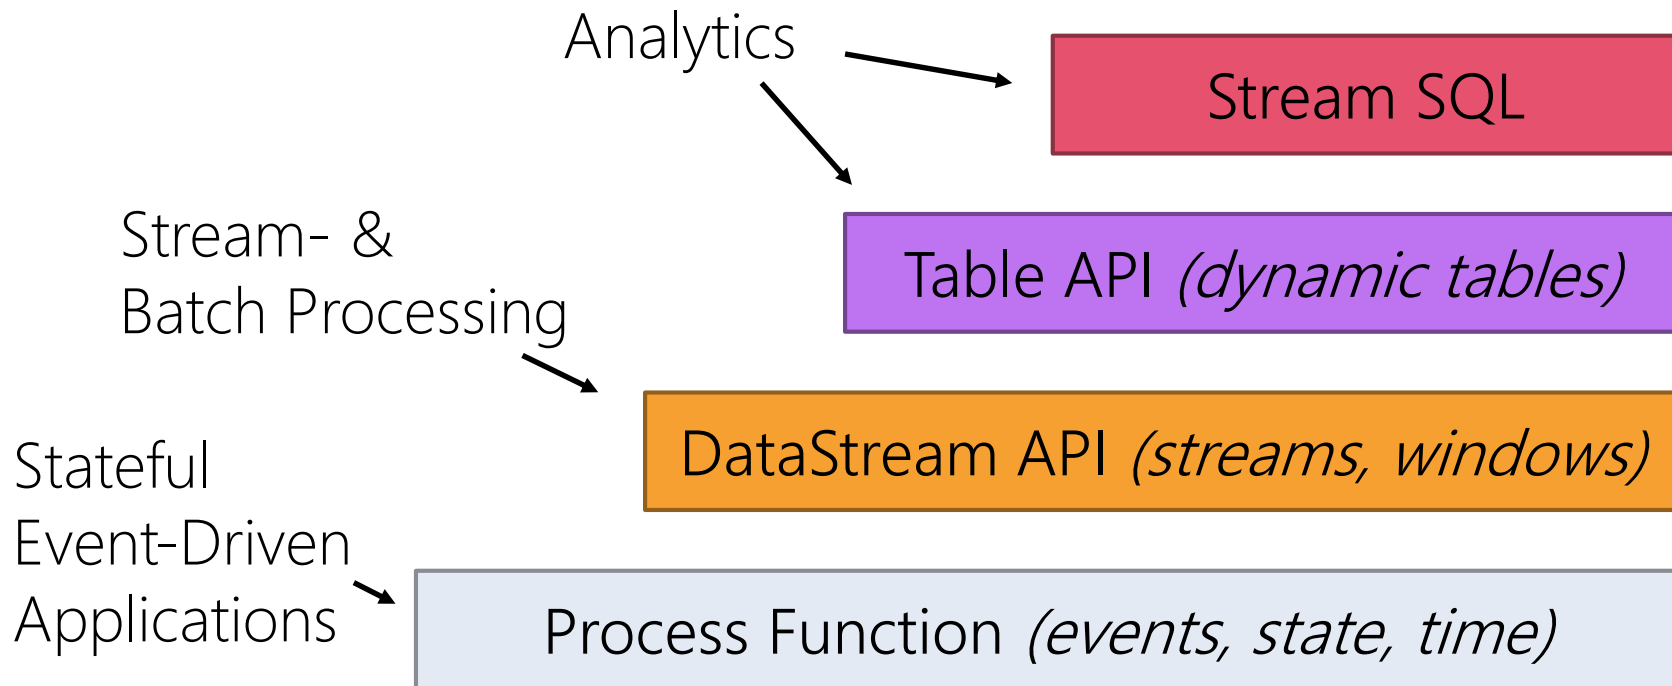 Analytics
Stream SQL
Stream- &
Batch Processing
Table API (dynamic tables)
DataStream API (streams, windows)
Stateful
Event-Driven
Applications
Process Function (events, state, time)